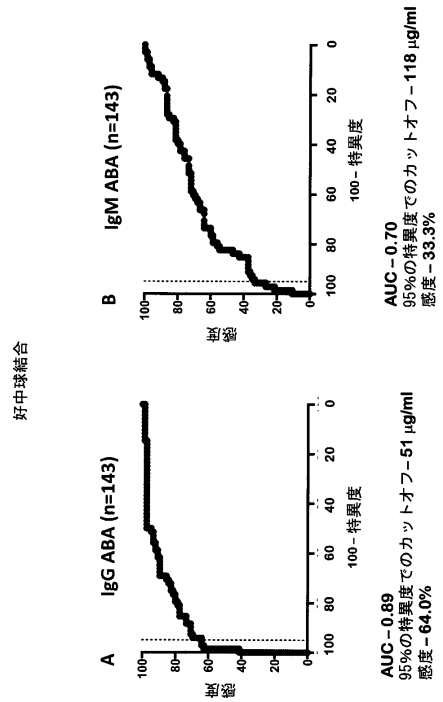 好中球結合
A
IgG ABA (n=143)
感度
100
80
60
40
20
0
100
80
60
40
20
0
100－特異度
AUC－0.89
95%の特異度でのカットオフ－51 µg/ml
感度－64.0%
B
IgM ABA (n=143)
感度
100
80
60
40
20
0
100
80
60
40
20
0
100－特異度
AUC－0.70
95%の特異度でのカットオフ－118 µg/ml
感度－33.3%